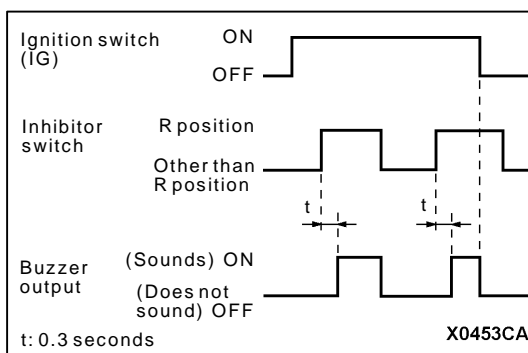 Ignition switch
(IG)
ON
OFF
Inhibitor
switch
R position
Other than
R position
t
t
Buzzer
output
(Sounds) ON
(Does not
sound) OFF
t: 0.3 seconds
X0453CA